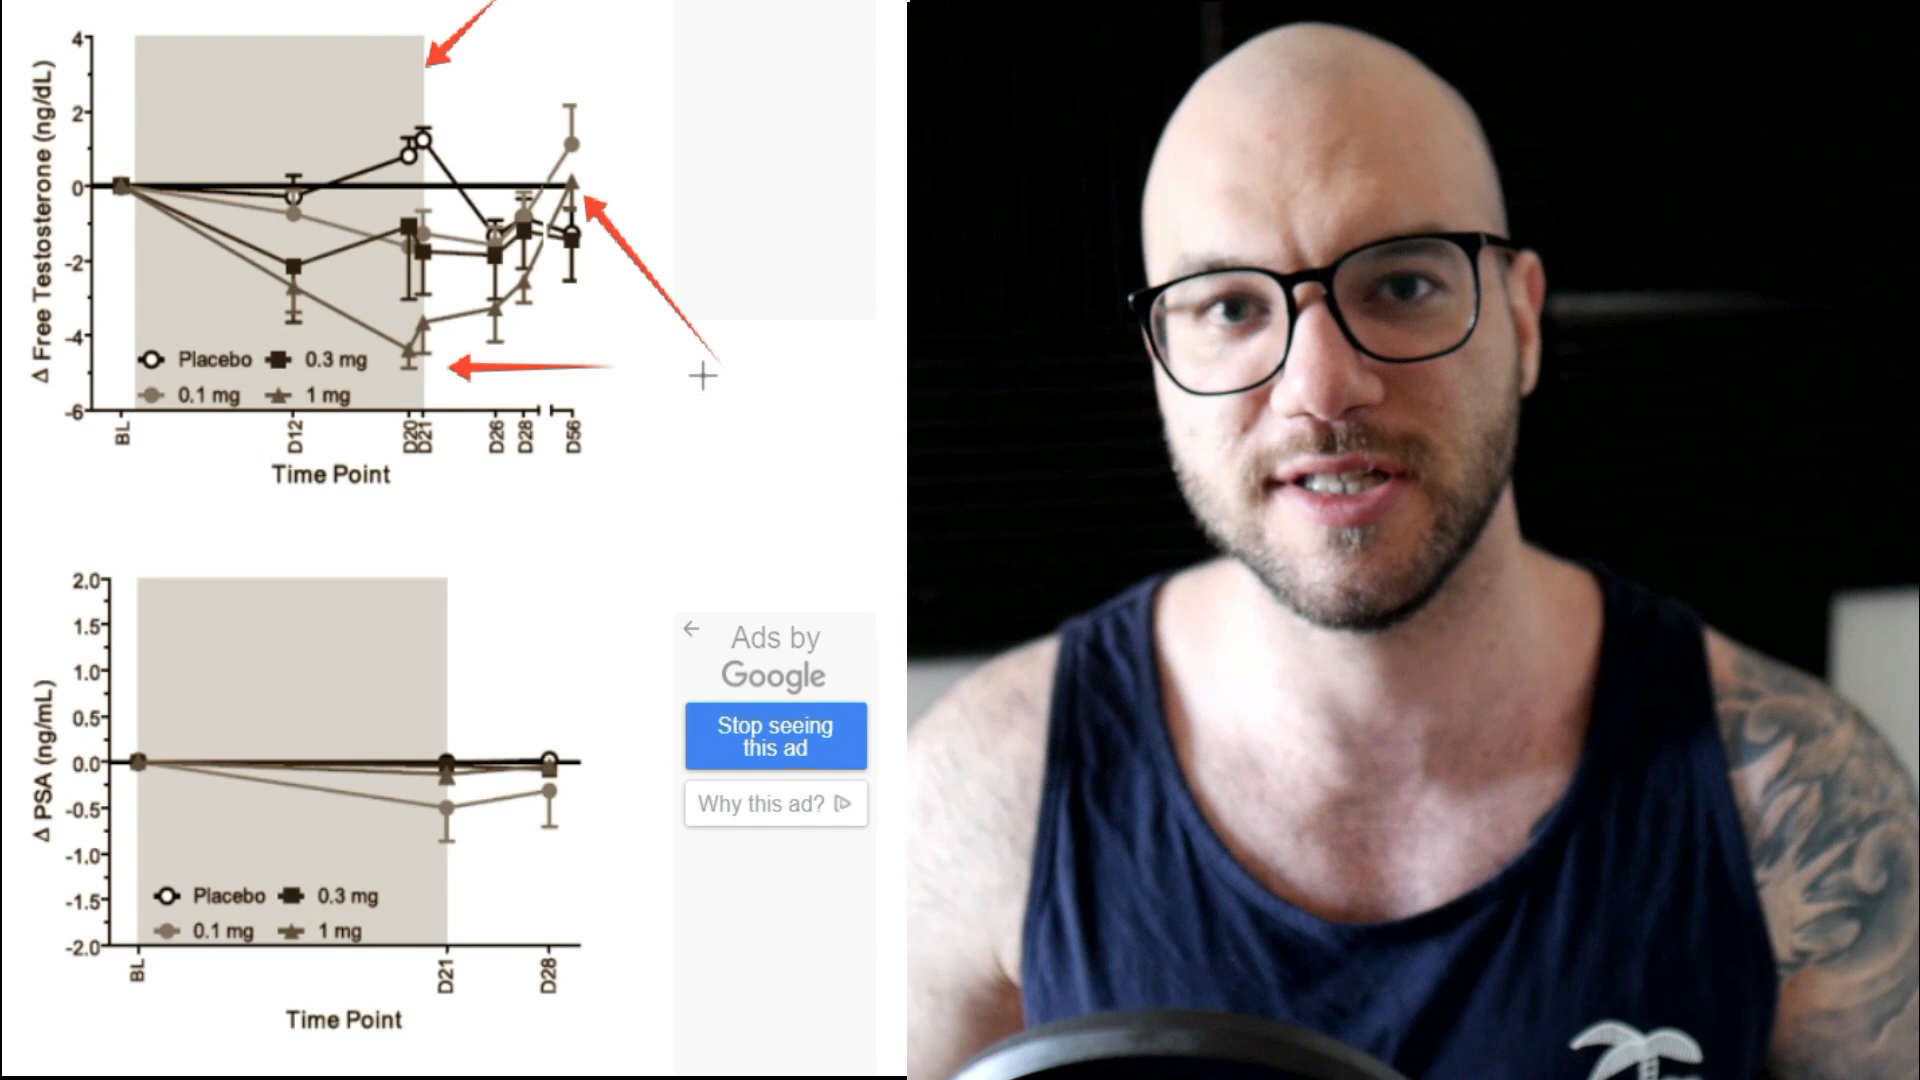 4
2
0
-2
-4
-6
Δ Free Testosterone (ng/dL)
Placebo 0.3 mg
0.1 mg 1 mg
BL D12 D20 D21 D26 D28 D56
Time Point
2.0
1.5
1.0
0.5
0.0
-0.5
-1.0
-1.5
-2.0
Δ PSA (ng/mL)
Placebo 0.3 mg
0.1 mg 1 mg
BL D21 D28
Time Point
Ads by
Google
Stop seeing
this ad
Why this ad?